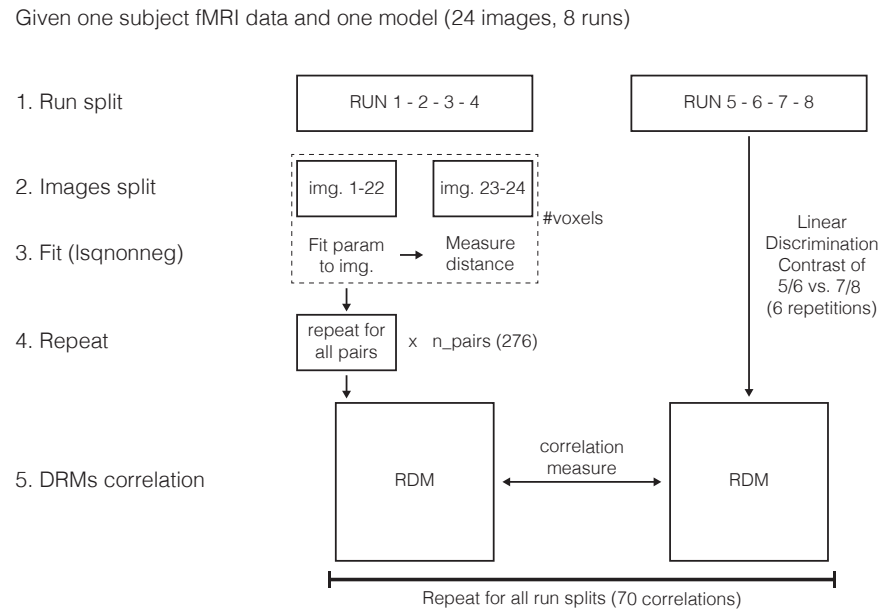 Given one subject fMRI data and one model (24 images, 8 runs)
1. Run split
RUN 1 - 2 - 3 - 4
RUN 5 - 6 - 7 - 8
2. Images split
img. 1-22
img. 23-24
#voxels
3. Fit (lsqnonneg)
Fit param
to img.
Measure
distance
Linear
Discrimination
Contrast of
5/6 vs. 7/8
(6 repetitions)
4. Repeat
repeat for
all pairs
x n_pairs (276)
5. DRMs correlation
RDM
correlation
measure
RDM
Repeat for all run splits (70 correlations)